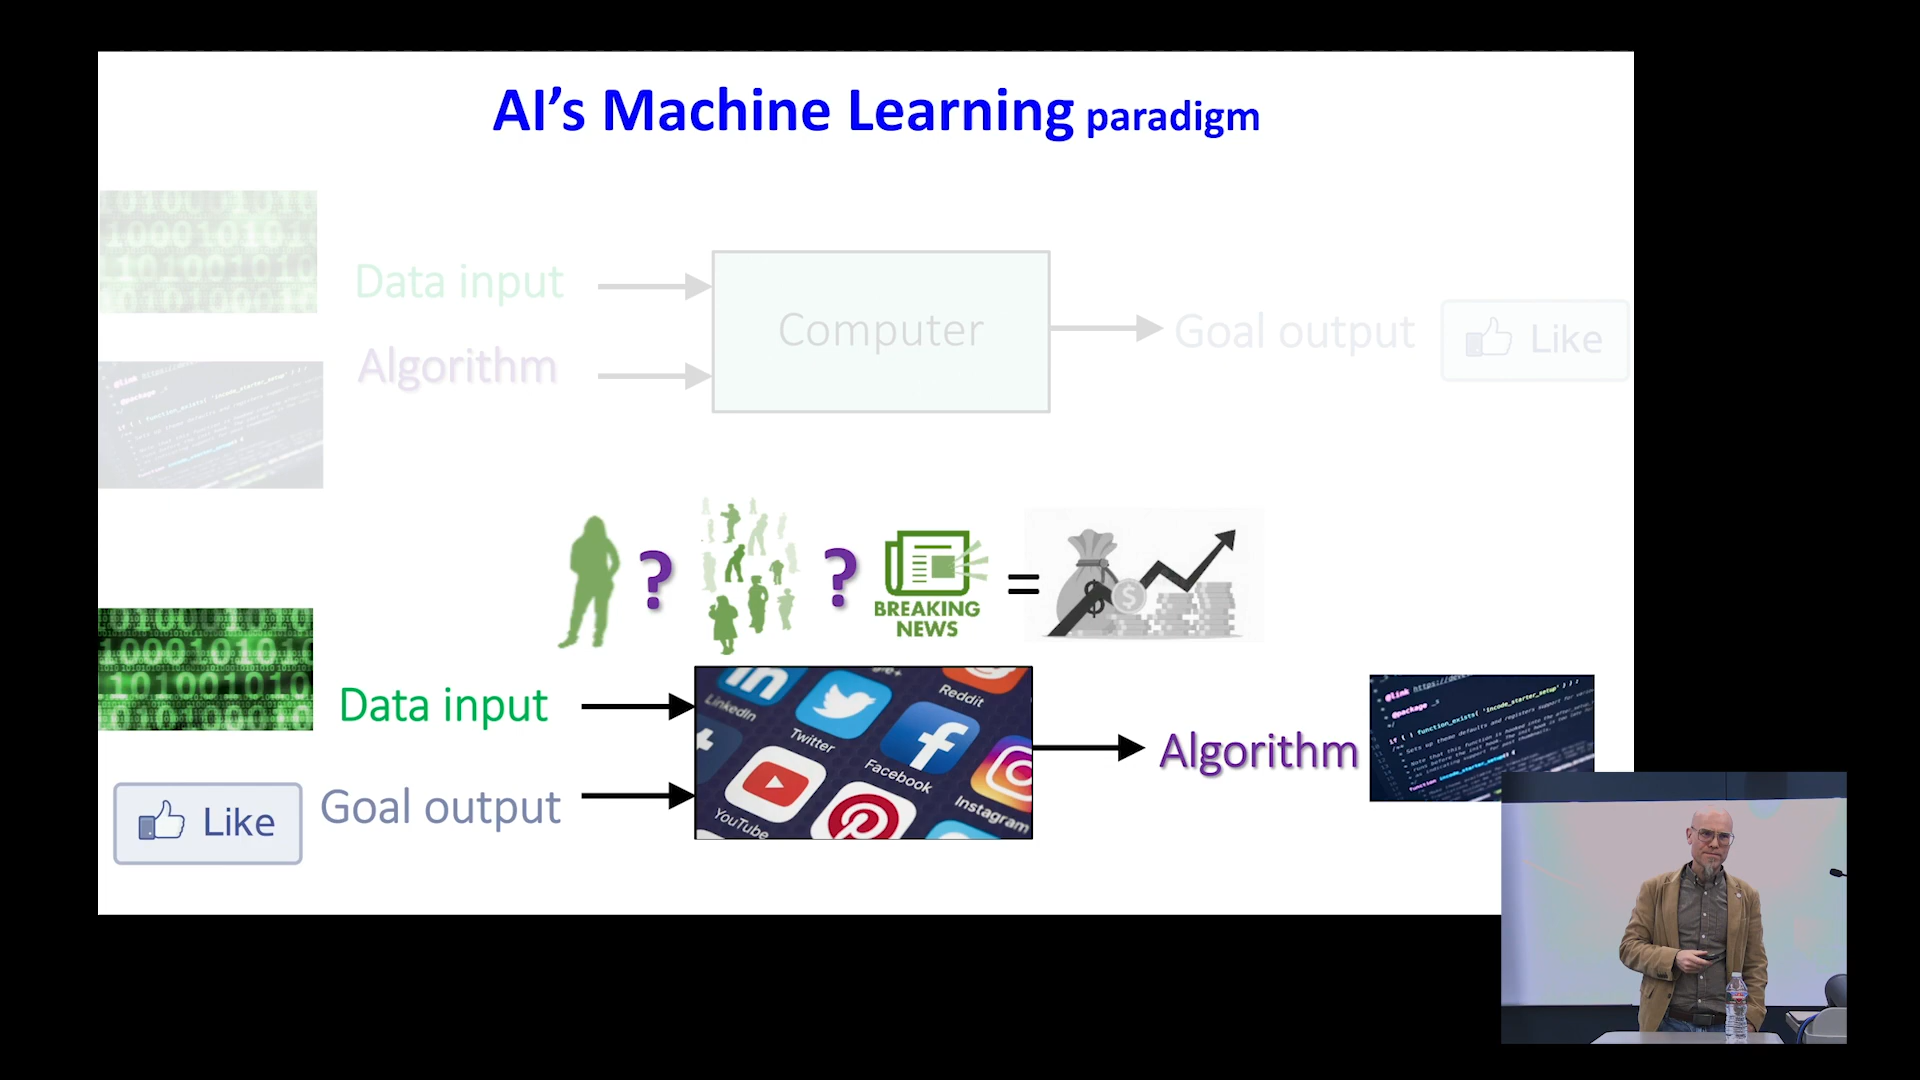 AI's Machine Learning paradigm
Data input
Algorithm
Computer
Goal output
Like
? ? BREAKING
NEWS
=
Data input
Like
Goal output
LinkedIn
Twitter
Reddit
Facebook
YouTube
Instagram
Algorithm